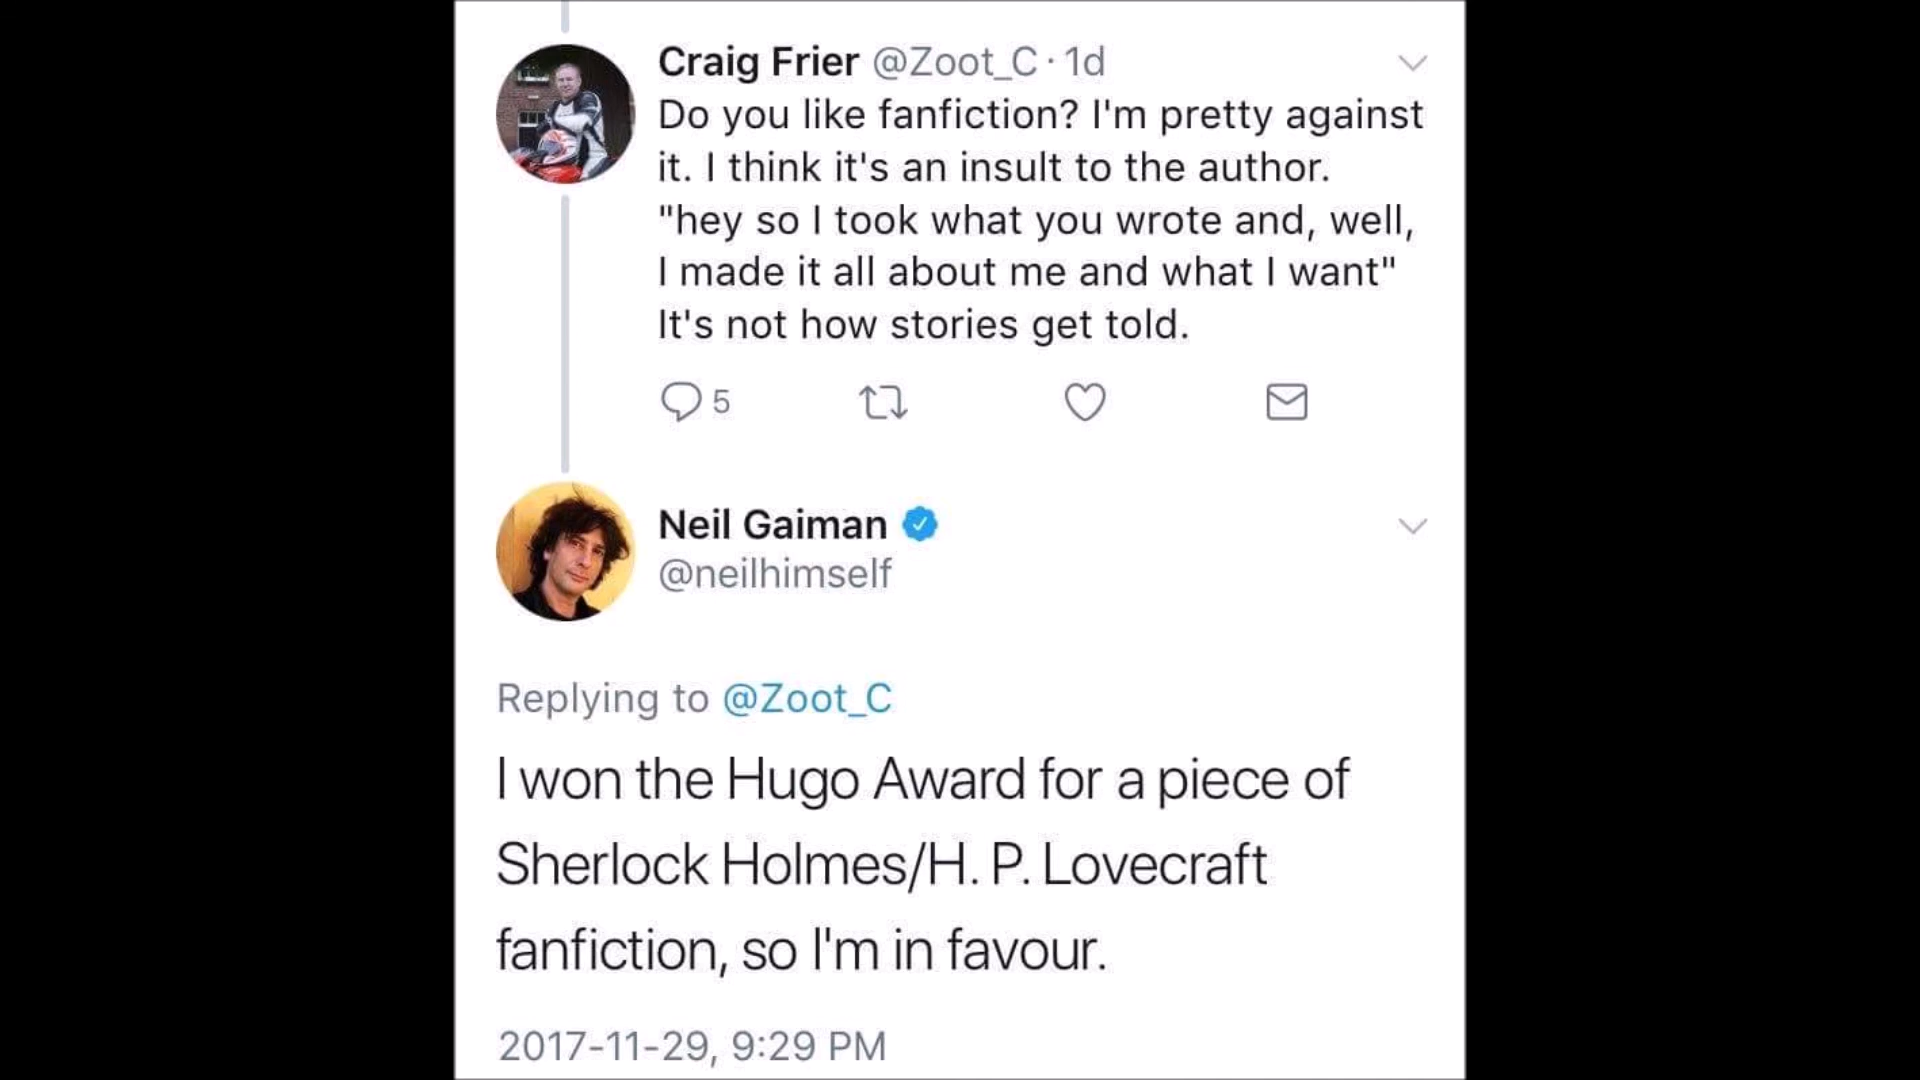 Craig Frier @Zoot_C · 1d
Do you like fanfiction? I'm pretty against
it. I think it's an insult to the author.
"hey so I took what you wrote and, well,
I made it all about me and what I want"
It's not how stories get told.
5
Neil Gaiman
@neilhimself
Replying to @Zoot_C
I won the Hugo Award for a piece of
Sherlock Holmes/H. P. Lovecraft
fanfiction, so I'm in favour.
2017-11-29, 9:29 PM